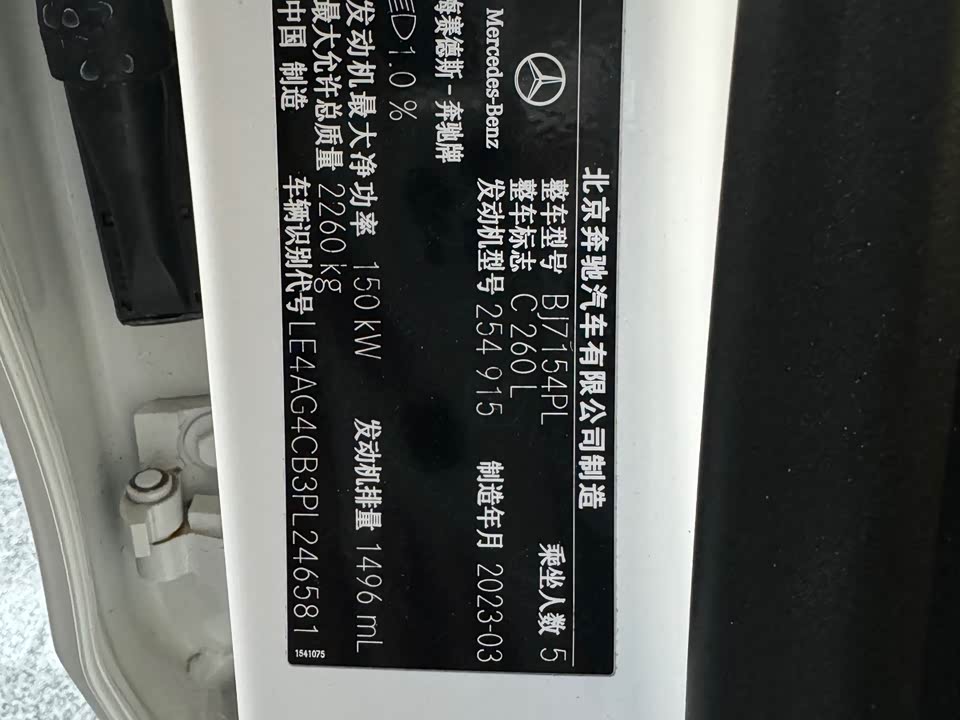 北京奔驰汽车有限公司制造
Mercedes-Benz
整车型号 BJ7154PL 乘坐人数 5
整车标志 C 260 L
发动机型号 254 915 制造年月 2023-03
梅赛德斯-奔驰牌
1.0 %
发动机最大净功率 150 kW 发动机排量 1496 mL
最大允许总质量 2260 kg
中国 制造 车辆识别代号 LE4AG4CB3PL246581
1541075